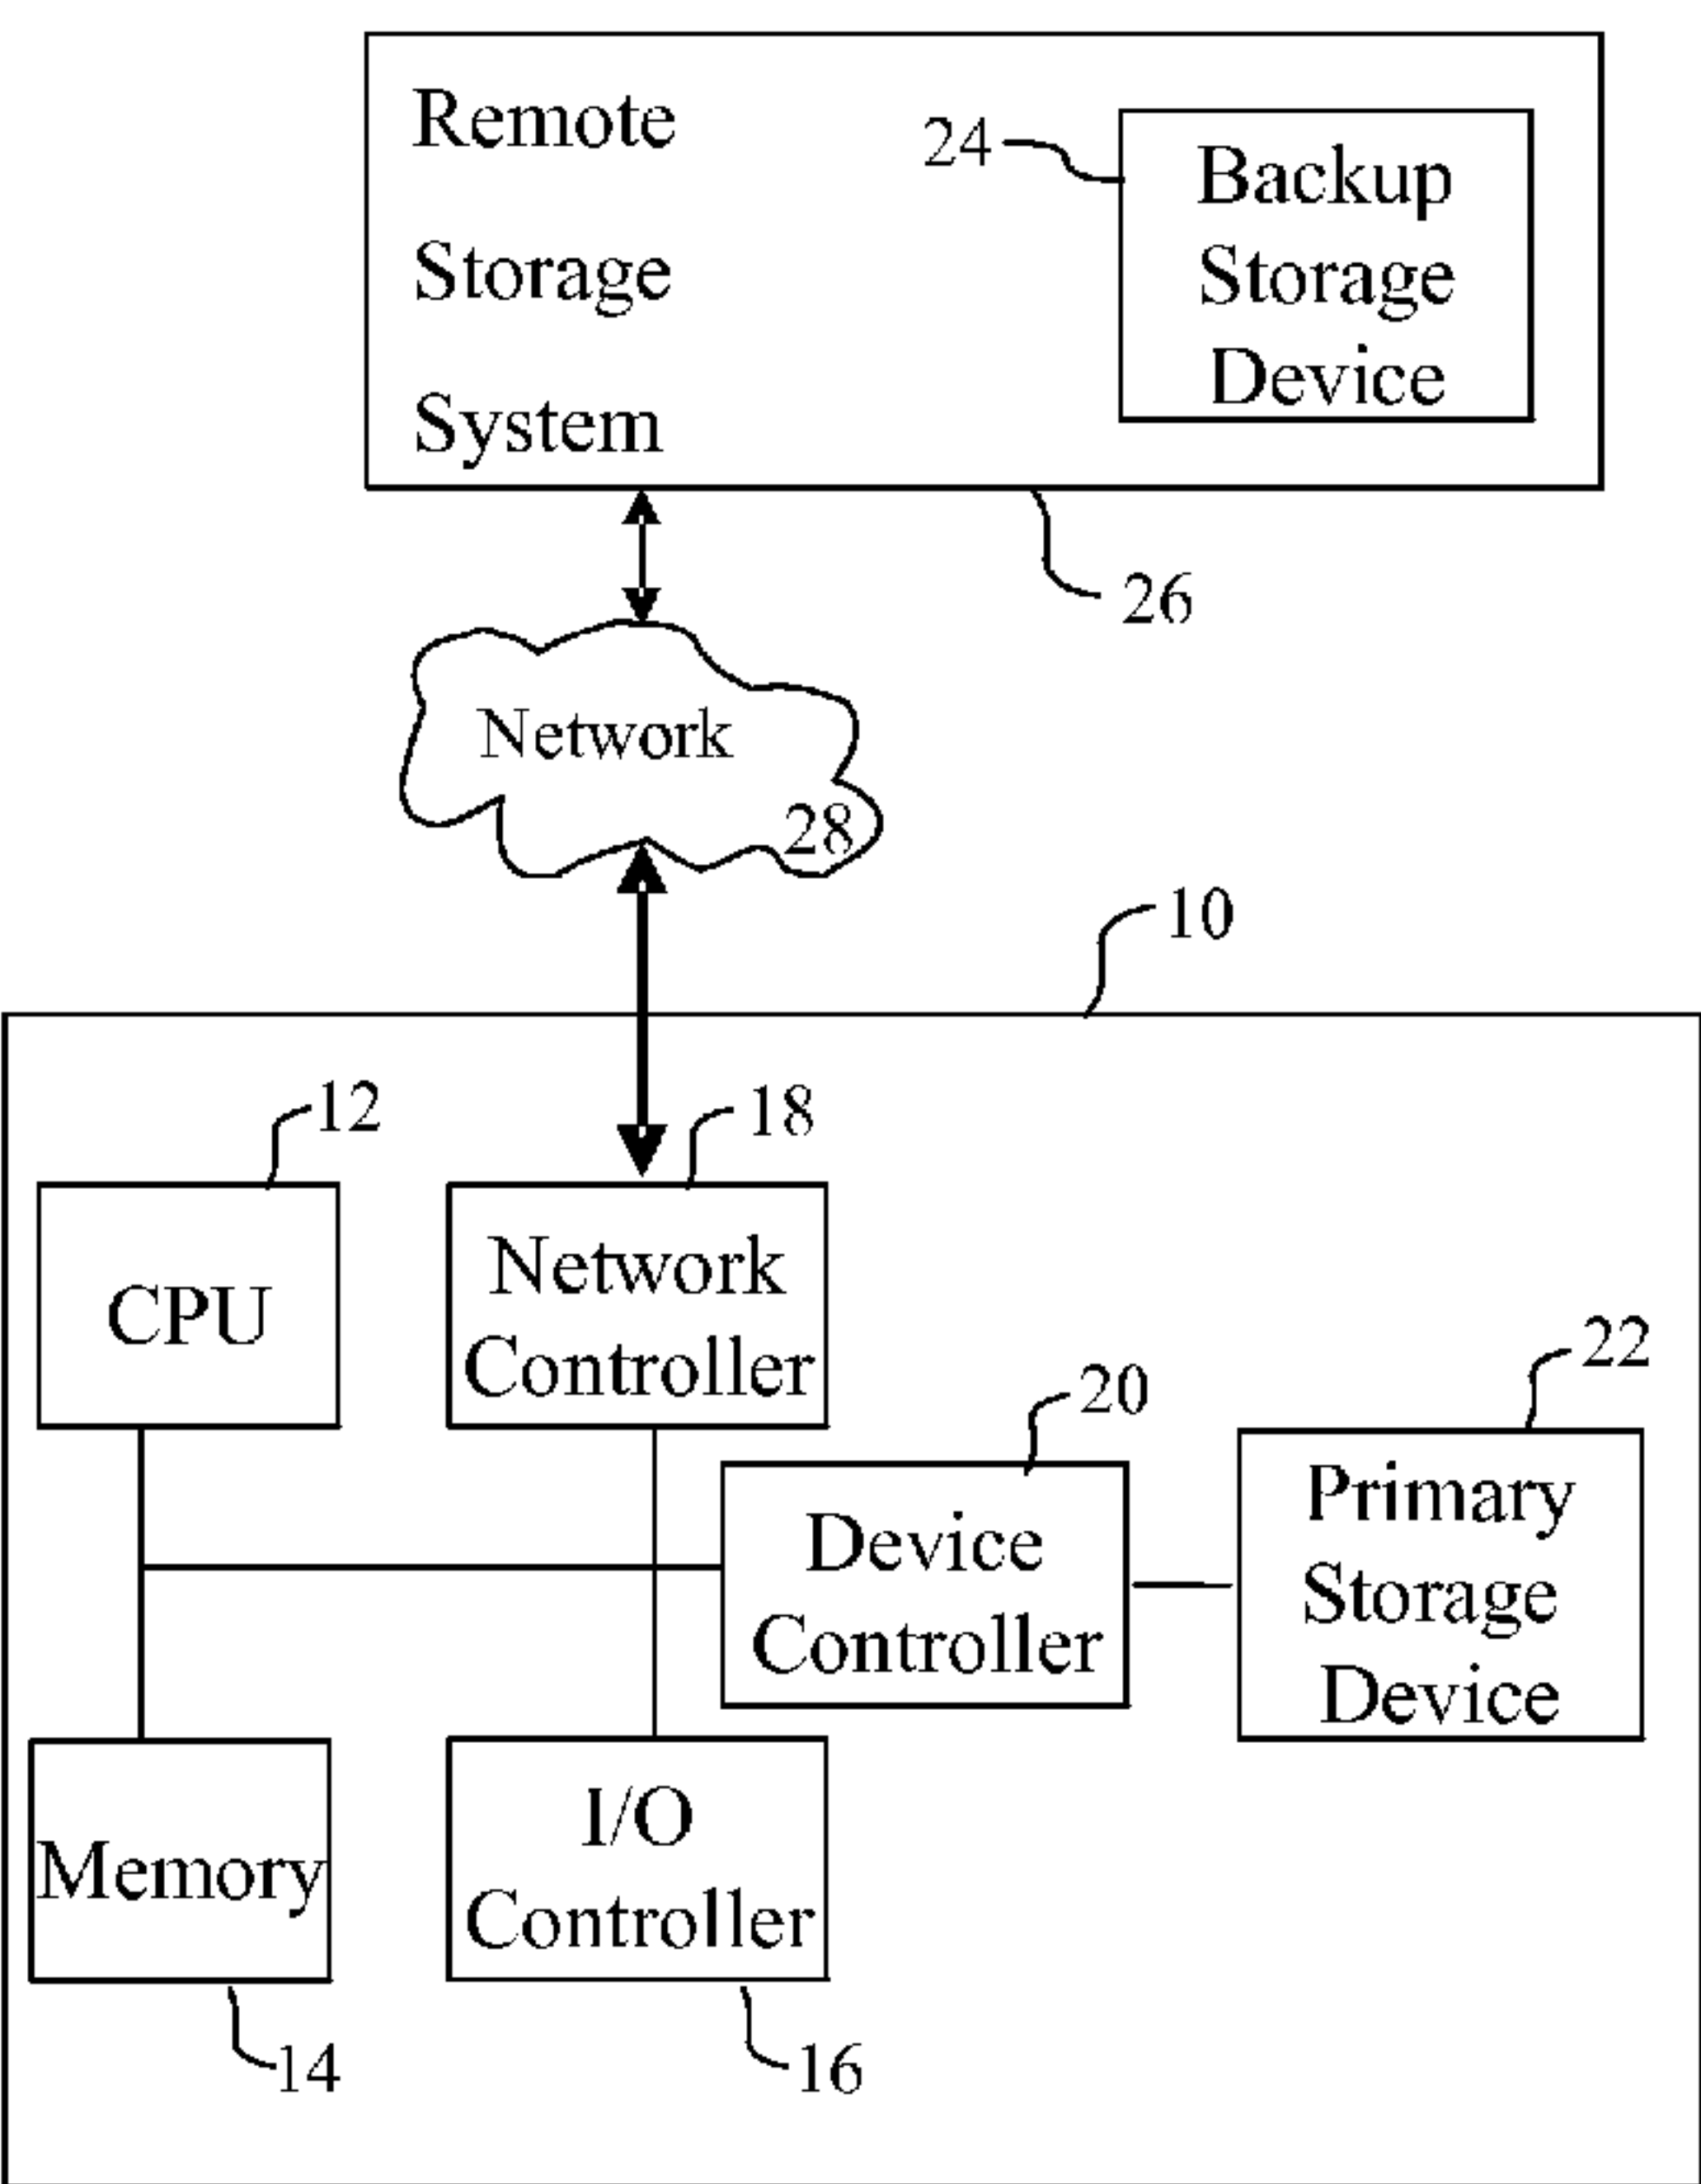 Remote
Storage
System
24
Backup
Storage
Device
26
Network
28
10
12
18
CPU
Network
Controller
20
22
Device
Controller
Primary
Storage
Device
Memory
I/O
Controller
14
16